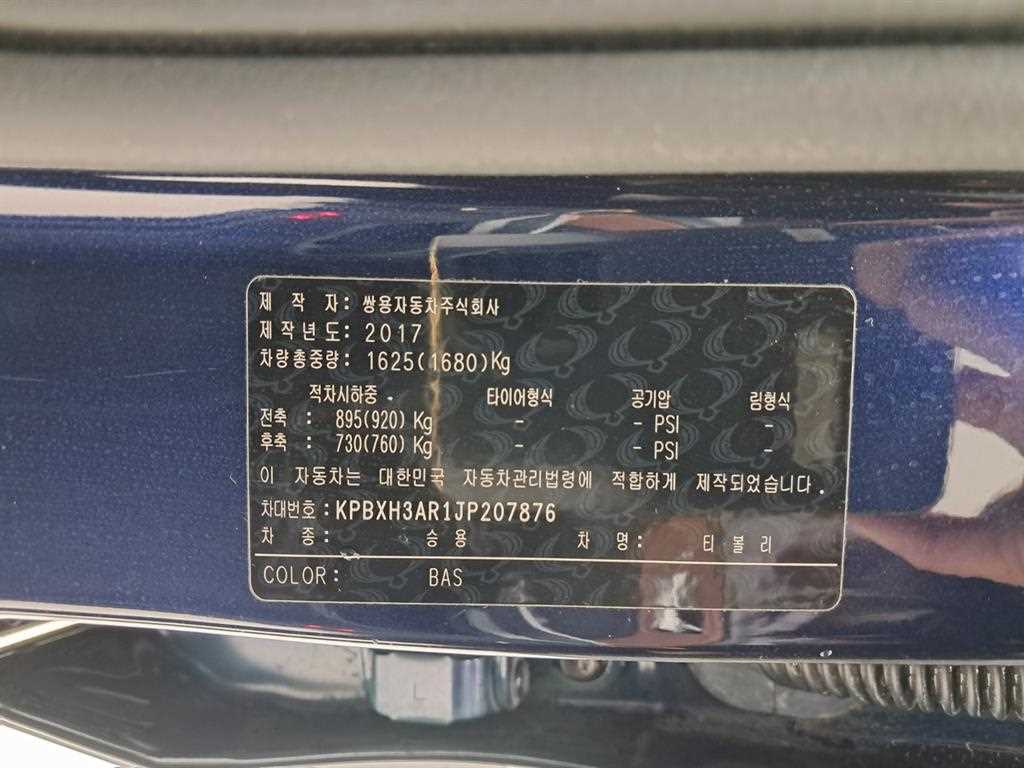 제 작 자: 쌍용자동차주식회사
제작년도: 2017
차량총중량: 1625(1680)Kg
적차시하중 타이어형식 공기압 림형식
전축 : 895(920) Kg - - PSI -
후축 : 730(760) Kg - - PSI -
이 자동차는 대한민국 자동차관리법령에 적합하게 제작되었습니다.
차대번호: KPBXH3AR1JP207876
차 종: 승용 차 명: 티볼리
COLOR: BAS
L